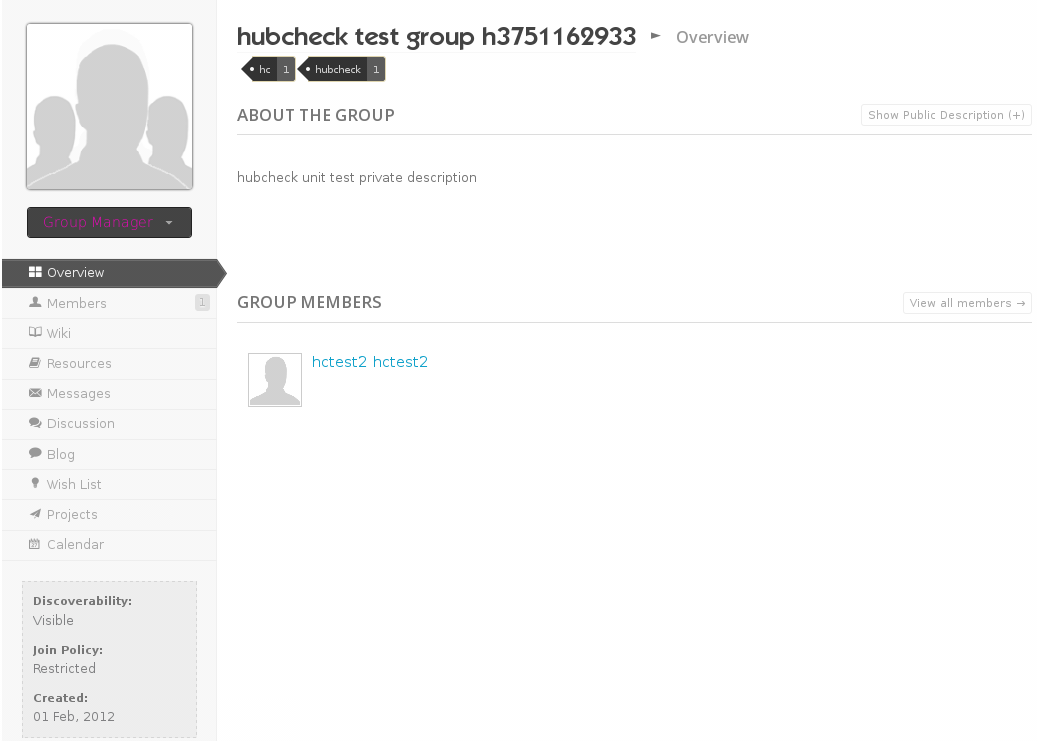 hubcheck test group h3751162933 ► Overview
hc 1 hubcheck 1
Group Manager
Overview
Members 1
Wiki
Resources
Messages
Discussion
Blog
Wish List
Projects
Calendar
Discoverability:
Visible
Join Policy:
Restricted
Created:
01 Feb, 2012
ABOUT THE GROUP
Show Public Description (+)
hubcheck unit test private description
GROUP MEMBERS
View all members →
hctest2 hctest2